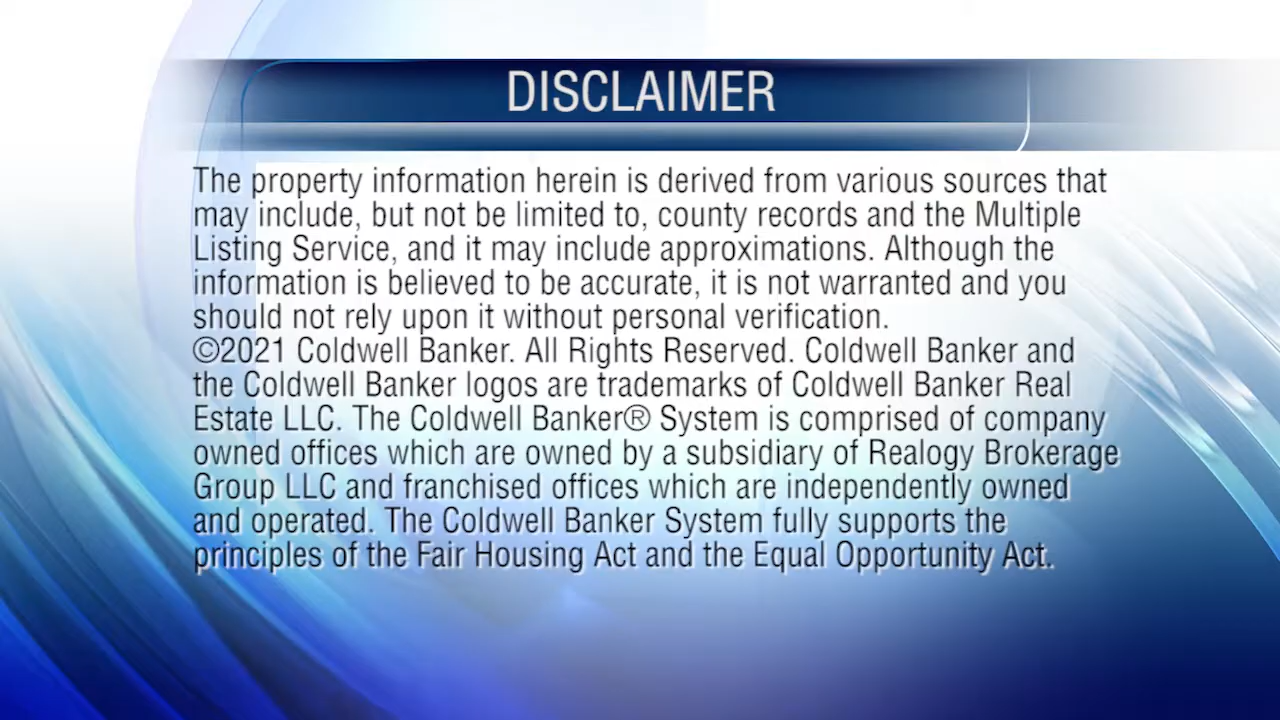 DISCLAIMER
The property information herein is derived from various sources that
may include, but not be limited to, county records and the Multiple
Listing Service, and it may include approximations. Although the
information is believed to be accurate, it is not warranted and you
should not rely upon it without personal verification.
©2021 Coldwell Banker. All Rights Reserved. Coldwell Banker and
the Coldwell Banker logos are trademarks of Coldwell Banker Real
Estate LLC. The Coldwell Banker® System is comprised of company
owned offices which are owned by a subsidiary of Realogy Brokerage
Group LLC and franchised offices which are independently owned
and operated. The Coldwell Banker System fully supports the
principles of the Fair Housing Act and the Equal Opportunity Act.